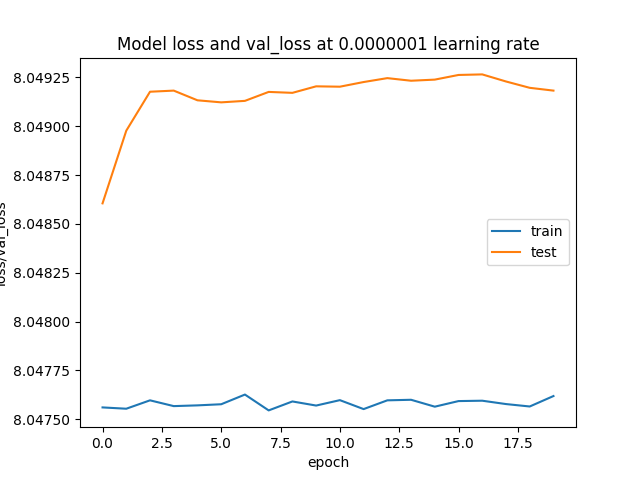 Model loss and val_loss at 0.0000001 learning rate
8.04925
8.04900
8.04875
8.04850
8.04825
8.04800
8.04775
8.04750
loss/val_loss
train
test
0.0 2.5 5.0 7.5 10.0 12.5 15.0 17.5
epoch